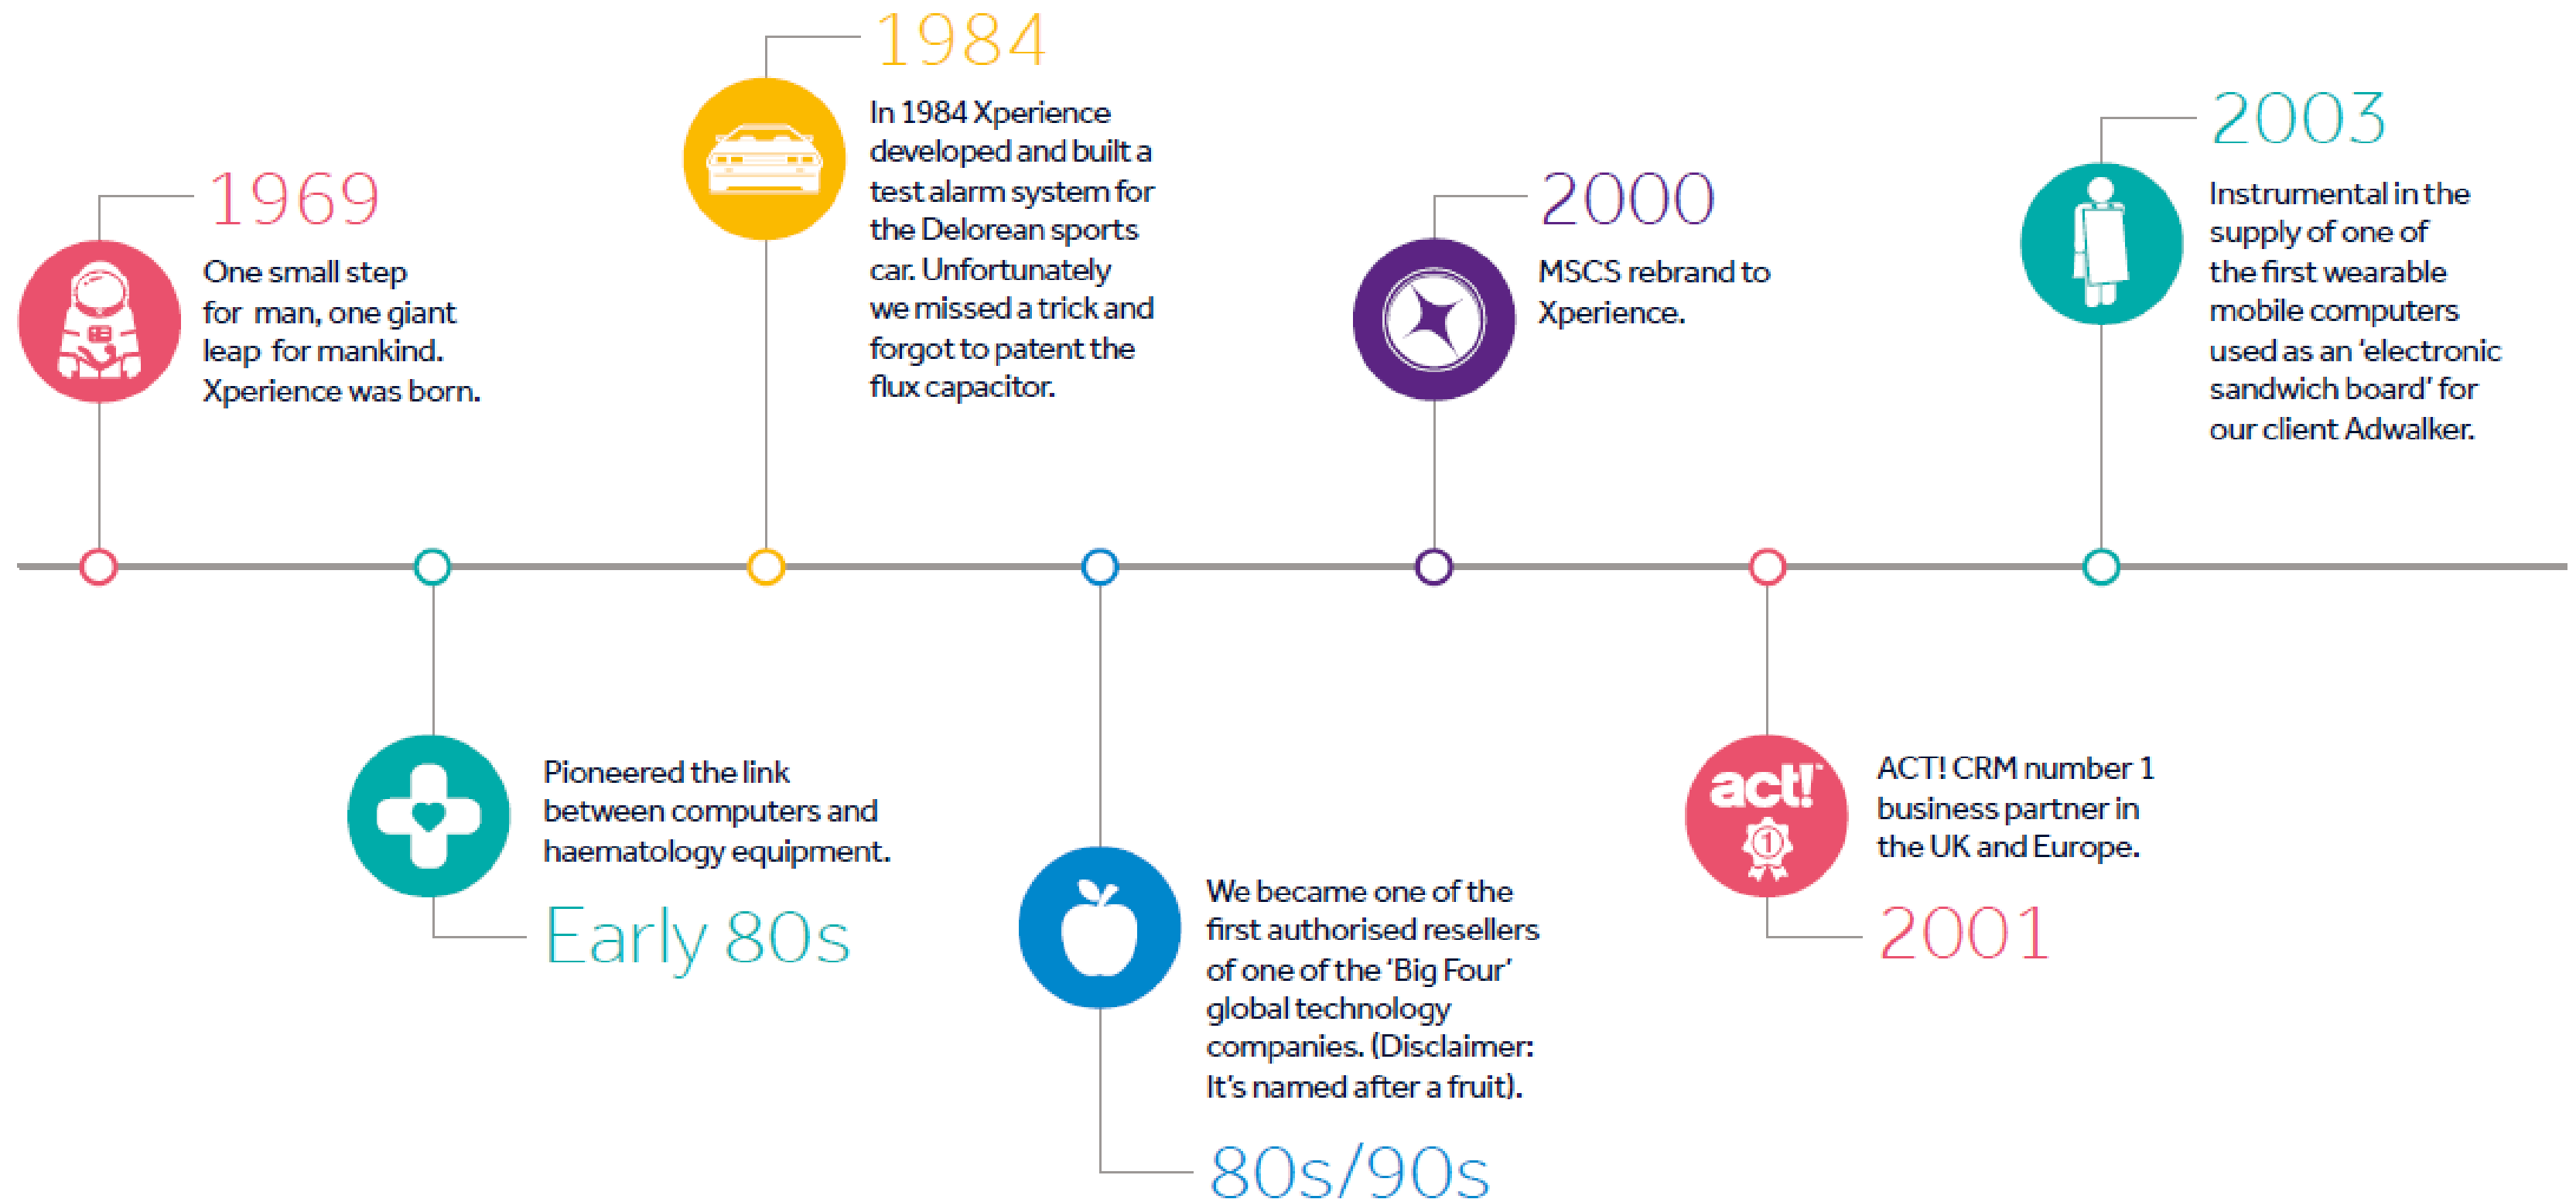 1969
One small step
for man, one giant
leap for mankind.
Xperience was born.
Pioneered the link
between computers and
haematology equipment.
Early 80s
1984
In 1984 Xperience
developed and built a
test alarm system for
the Delorean sports
car. Unfortunately
we missed a trick and
forgot to patent the
flux capacitor.
We became one of the
first authorised resellers
of one of the ‘Big Four’
global technology
companies. (Disclaimer:
It’s named after a fruit).
80s/90s
2000
MSCS rebrand to
Xperience.
act!™
1
ACT! CRM number 1
business partner in
the UK and Europe.
2001
2003
Instrumental in the
supply of one of
the first wearable
mobile computers
used as an ‘electronic
sandwich board’ for
our client Adwalker.